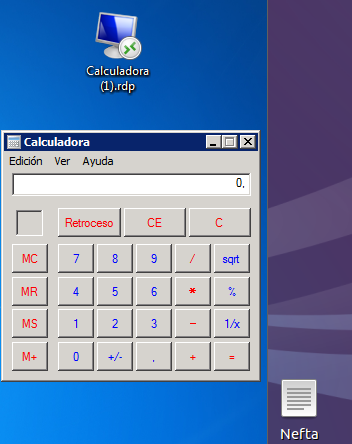 Calculadora
(1).rdp
Calculadora
Edición Ver Ayuda
0,
Retroceso CE C
MC 7 8 9 / sqrt
MR 4 5 6 * %
MS 1 2 3 - 1/x
M+ 0 +/- , + =
Nefta